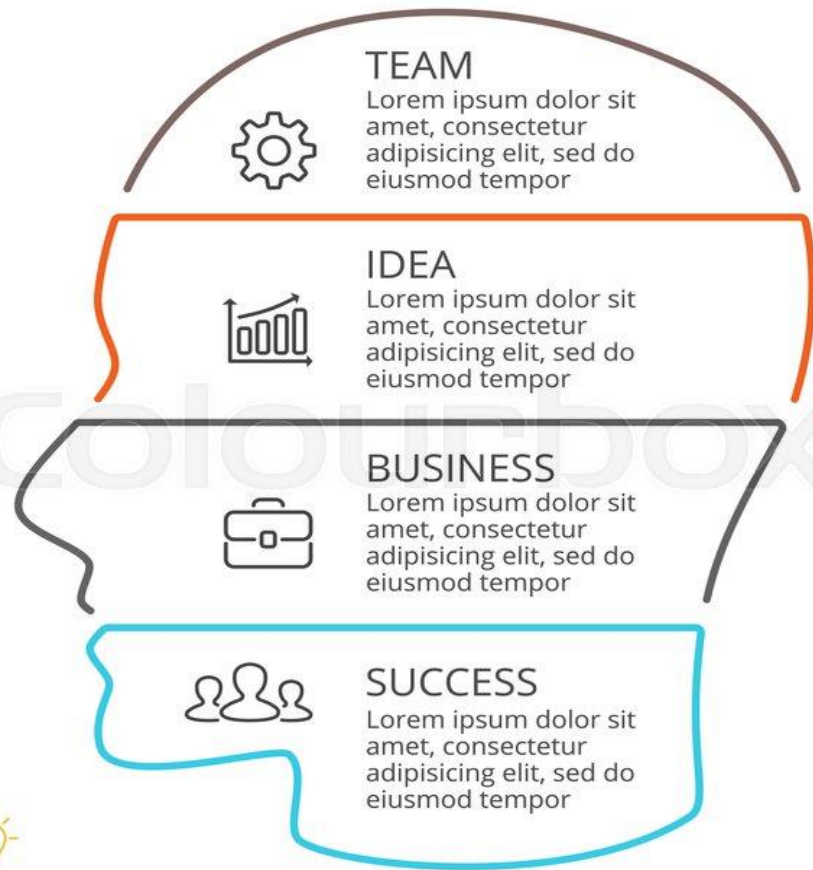 TEAM
Lorem ipsum dolor sit
amet, consectetur
adipisicing elit, sed do
eiusmod tempor
IDEA
Lorem ipsum dolor sit
amet, consectetur
adipisicing elit, sed do
eiusmod tempor
colourbox
BUSINESS
Lorem ipsum dolor sit
amet, consectetur
adipisicing elit, sed do
eiusmod tempor
SUCCESS
Lorem ipsum dolor sit
amet, consectetur
adipisicing elit, sed do
eiusmod tempor